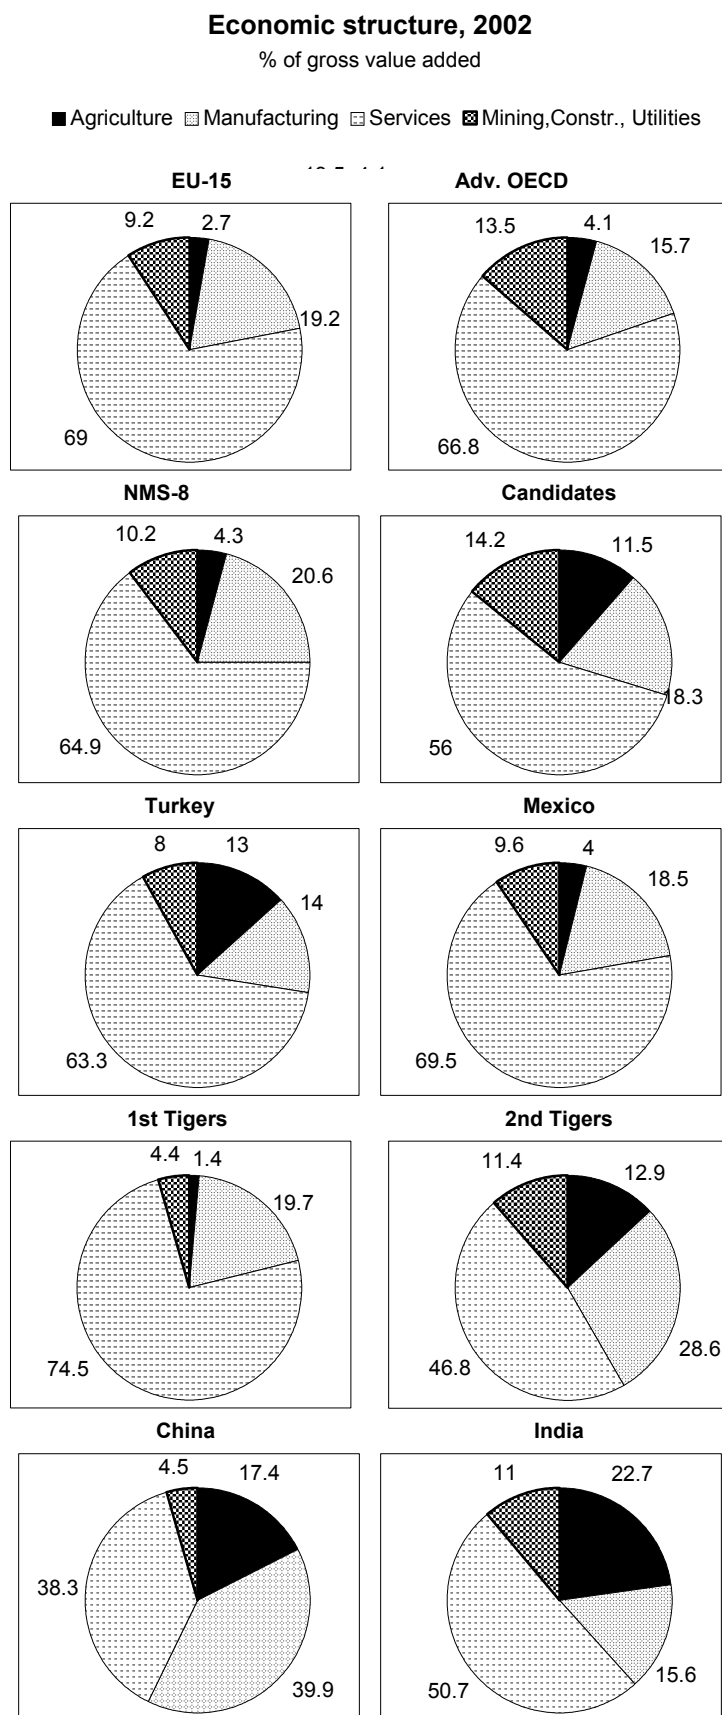 Economic structure, 2002
% of gross value added
Agriculture Manufacturing Services Mining,Constr., Utilities
EU-15 Adv. OECD
9.2 2.7 13.5 4.1
15.7
19.2
69 66.8
NMS-8 Candidates
10.2 4.3 14.2 11.5
20.6
18.3
64.9 56
Turkey Mexico
8 13 9.6 4
14 18.5
63.3 69.5
1st Tigers 2nd Tigers
4.4 1.4 11.4 12.9
19.7
28.6
74.5 46.8
China India
4.5 17.4 11 22.7
38.3
39.9 50.7 15.6